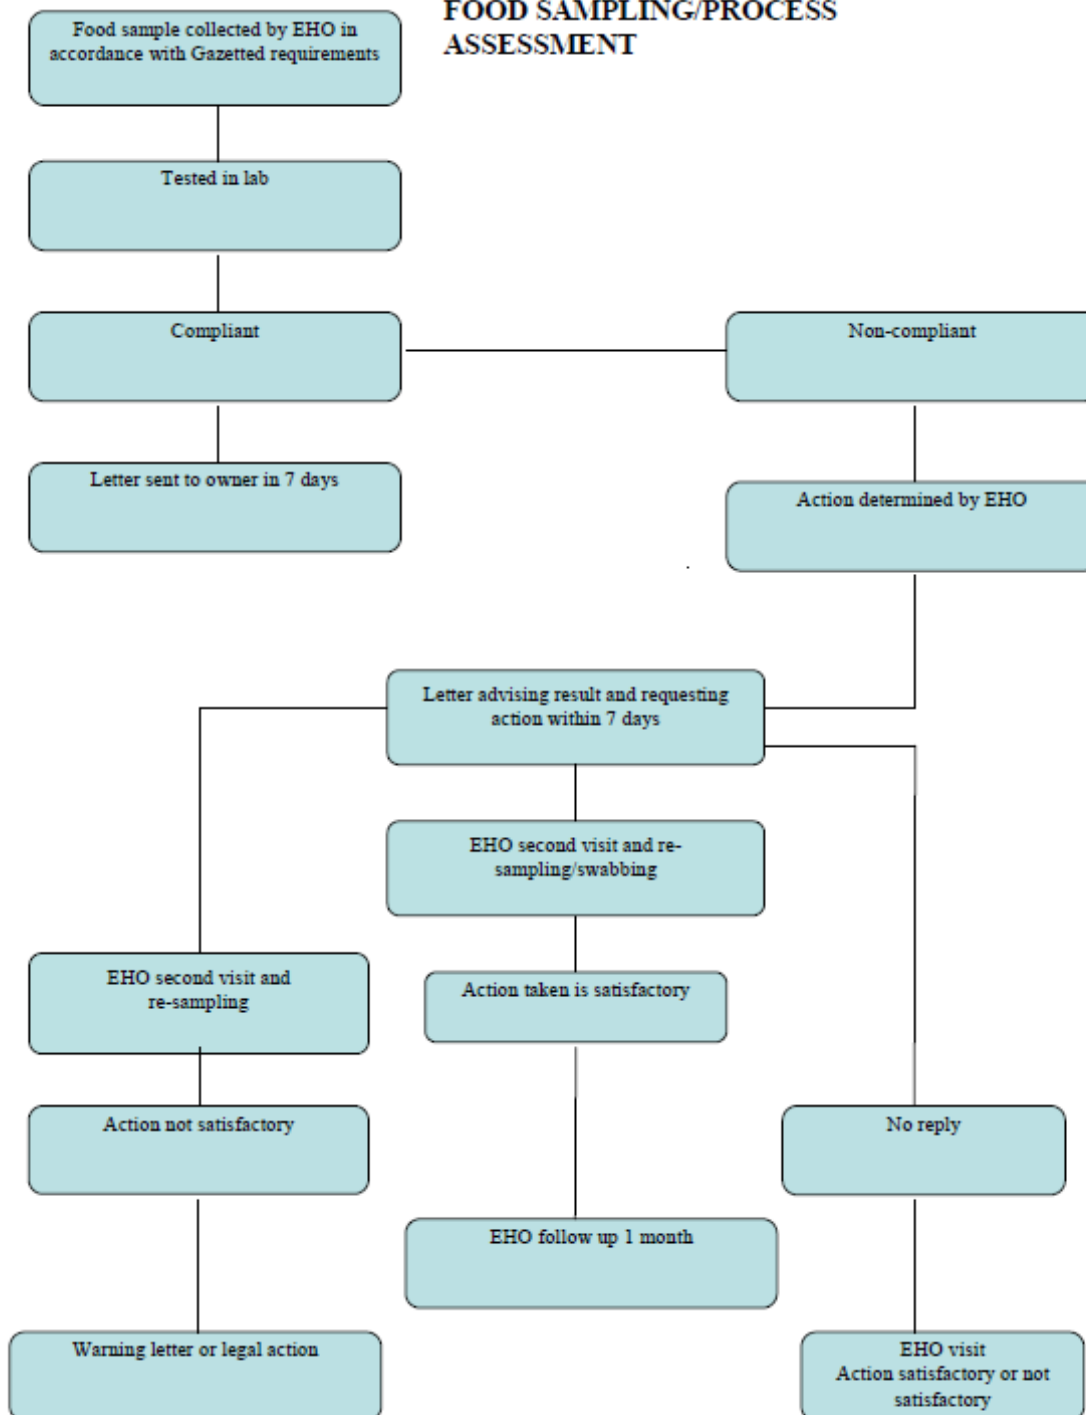 FOOD SAMPLING/PROCESS
ASSESSMENT
Food sample collected by EHO in
accordance with Gazetted requirements
Tested in lab
Compliant
Non-compliant
Letter sent to owner in 7 days
Action determined by EHO
Letter advising result and requesting
action within 7 days
EHO second visit and re-
sampling/swabbing
EHO second visit and
re-sampling
Action taken is satisfactory
Action not satisfactory
No reply
EHO follow up 1 month
Warning letter or legal action
EHO visit
Action satisfactory or not
satisfactory